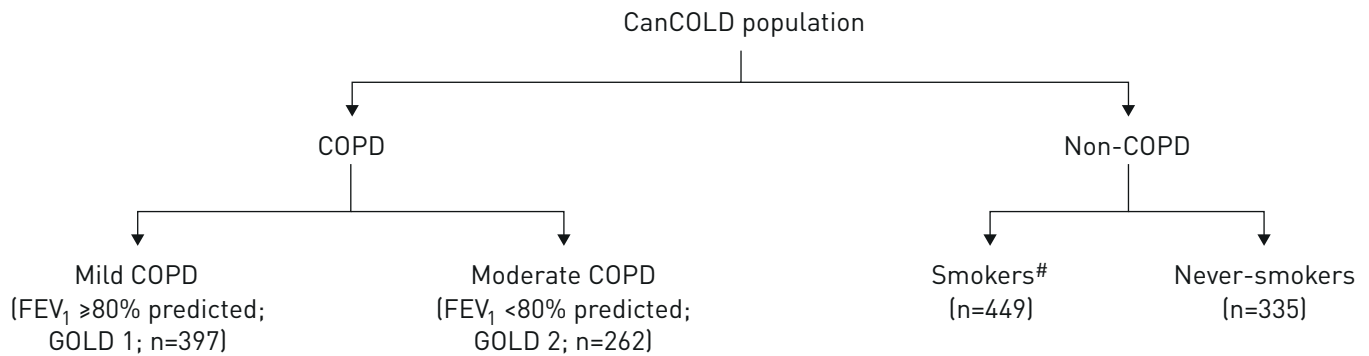 CanCOLD population
COPD
Non-COPD
Mild COPD
(FEV₁ ≥80% predicted;
GOLD 1; n=397)
Moderate COPD
(FEV₁ <80% predicted;
GOLD 2; n=262)
Smokers#
(n=449)
Never-smokers
(n=335)